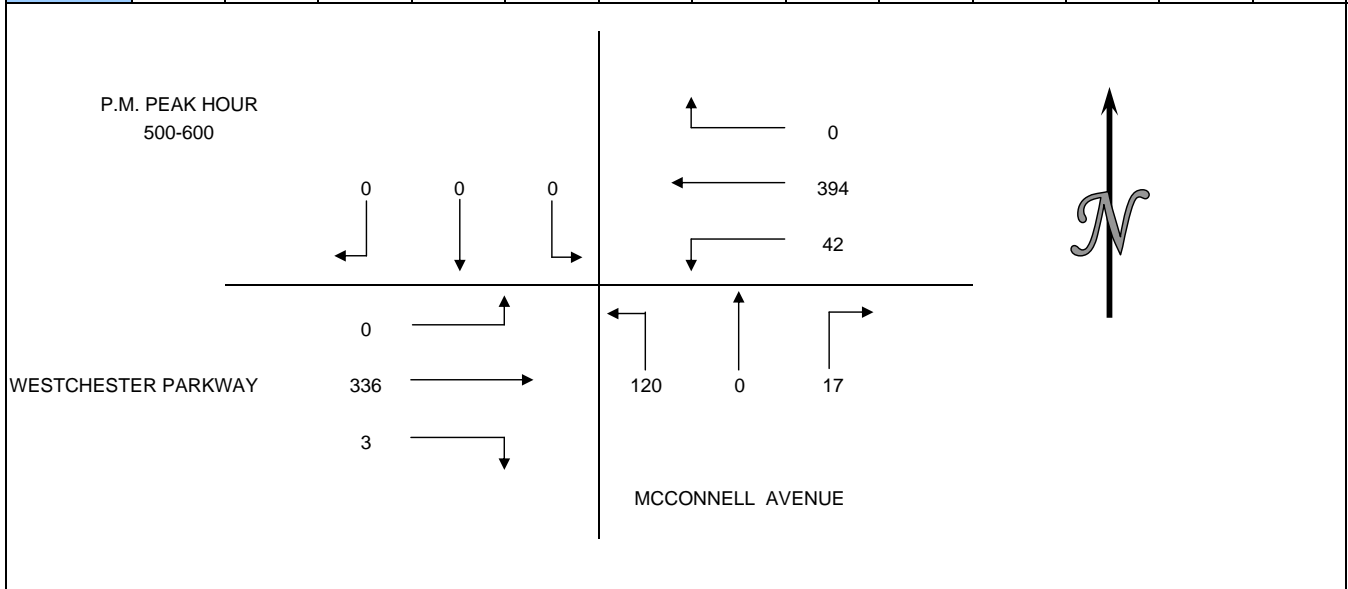 P.M. PEAK HOUR
500-600
0
394
42
0 0 0
0
WESTCHESTER PARKWAY 336
3
120 0 17
MCCONNELL AVENUE
N